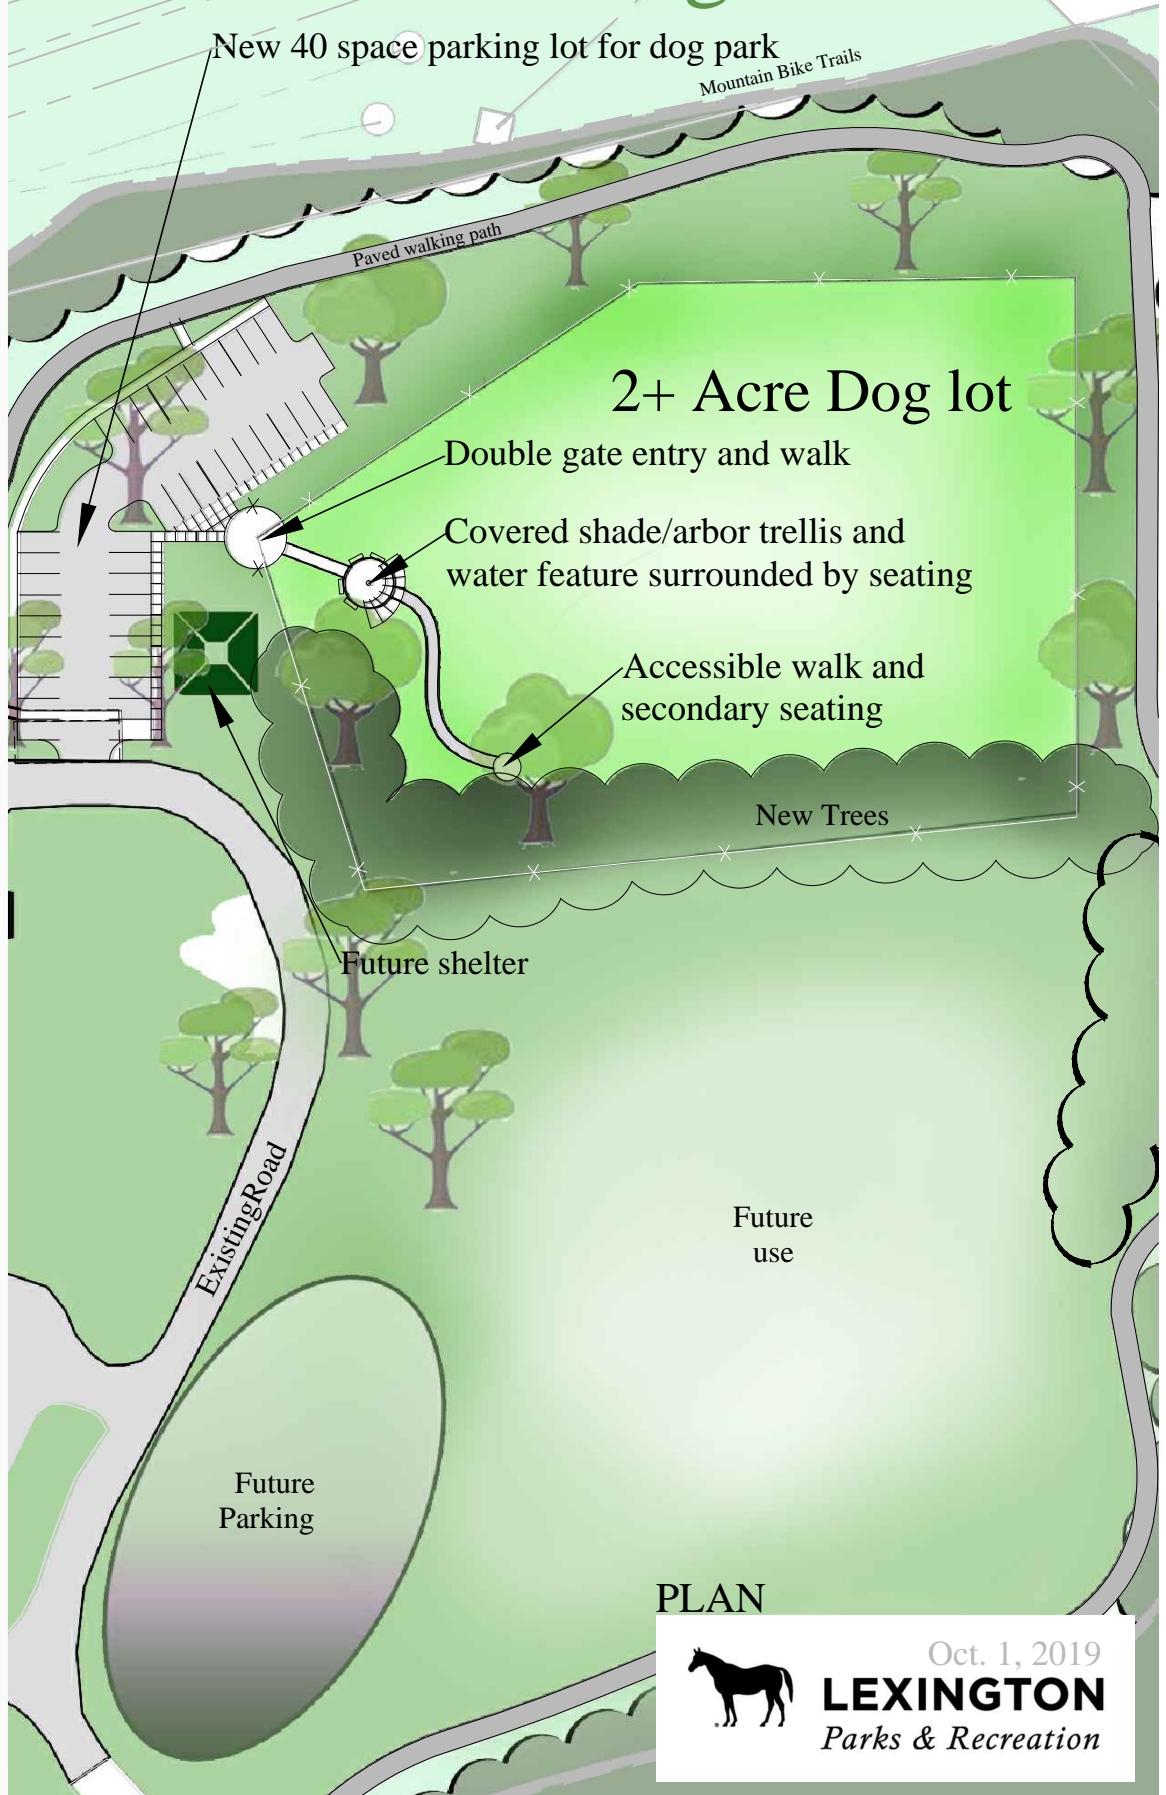 New 40 space parking lot for dog park
Mountain Bike Trails
Paved walking path
2+ Acre Dog lot
Double gate entry and walk
Covered shade/arbor trellis and
water feature surrounded by seating
Accessible walk and
secondary seating
New Trees
Future shelter
ExistingRoad
Future
use
Future
Parking
PLAN
Oct. 1, 2019
LEXINGTON
Parks & Recreation